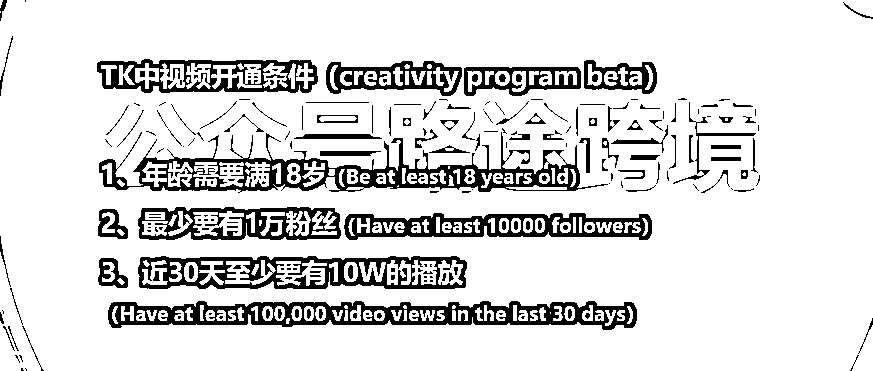 TK中视频开通条件（creativity program beta）
公众号略途跨境
1、年龄需要满18岁（Be at least 18 years old）
2、最少要有1万粉丝（Have at least 10000 followers）
3、近30天至少要有10W的播放
（Have at least 100,000 video views in the last 30 days）